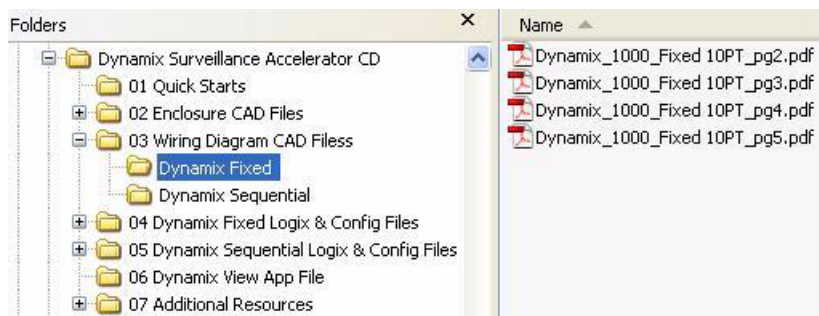 Folders
Dynamix Surveillance Accelerator CD
01 Quick Starts
02 Enclosure CAD Files
03 Wiring Diagram CAD Filess
Dynamix Fixed
Dynamix Sequential
04 Dynamix Fixed Logix & Config Files
05 Dynamix Sequential Logix & Config Files
06 Dynamix View App File
07 Additional Resources
Name
Dynamix_1000_Fixed 10PT_pg2.pdf
Dynamix_1000_Fixed 10PT_pg3.pdf
Dynamix_1000_Fixed 10PT_pg4.pdf
Dynamix_1000_Fixed 10PT_pg5.pdf